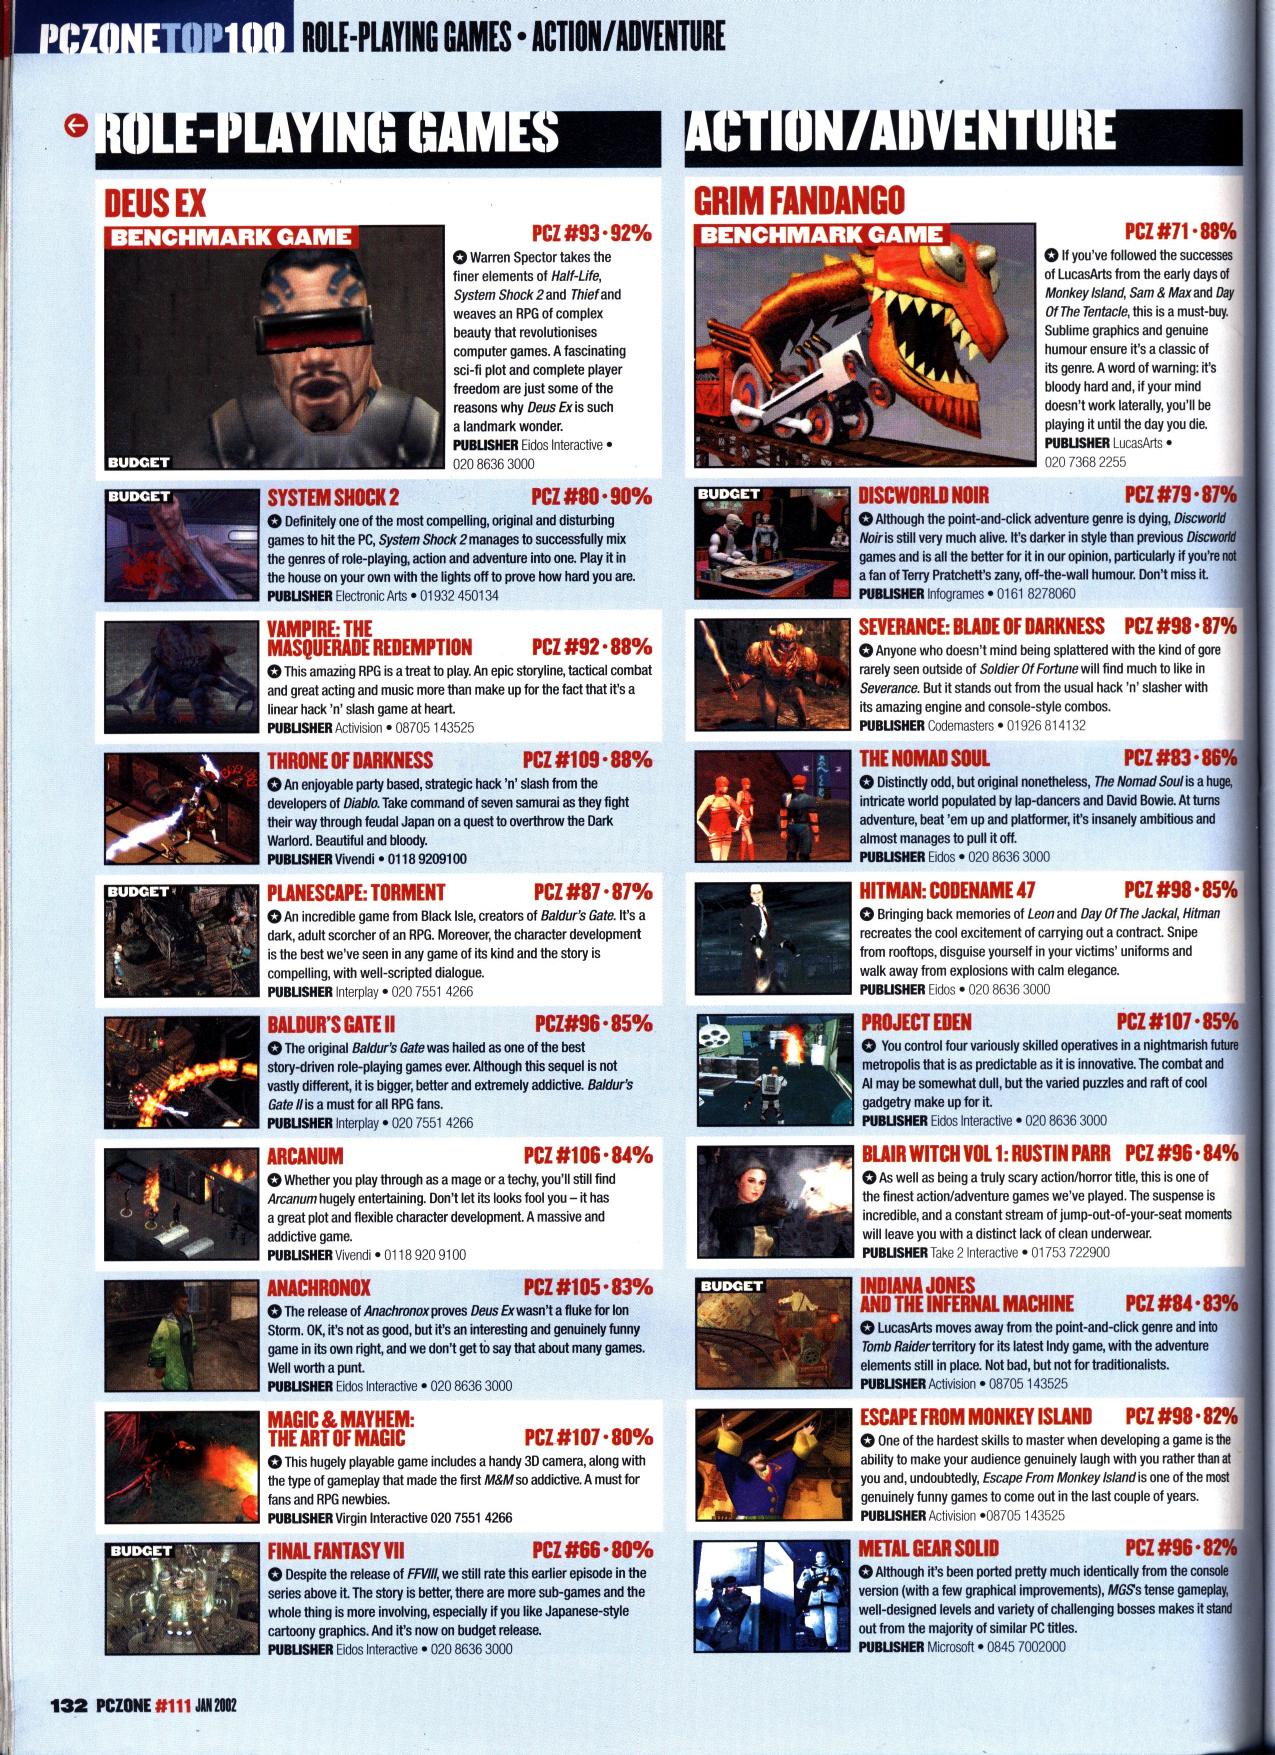 PCZONETOP100 ROLE-PLAYING GAMES • ACTION/ADVENTURE
ROLE-PLAYING GAMES
DEUS EX
BENCHMARK GAME
PCZ #93 • 92%
Warren Spector takes the
finer elements of Half-Life,
System Shock 2 and Thief and
weaves an RPG of complex
beauty that revolutionises
computer games. A fascinating
sci-fi plot and complete player
freedom are just some of the
reasons why Deus Ex is such
a landmark wonder.
PUBLISHER Eidos Interactive •
020 8636 3000
BUDGET
BUDGET
SYSTEM SHOCK 2 PCZ #80 • 90%
Definitely one of the most compelling, original and disturbing
games to hit the PC, System Shock 2 manages to successfully mix
the genres of role-playing, action and adventure into one. Play it in
the house on your own with the lights off to prove how hard you are.
PUBLISHER Electronic Arts • 01932 450134
VAMPIRE: THE
MASQUERADE REDEMPTION PCZ #92 • 88%
This amazing RPG is a treat to play. An epic storyline, tactical combat
and great acting and music more than make up for the fact that it's a
linear hack 'n' slash game at heart.
PUBLISHER Activision • 08705 143525
THRONE OF DARKNESS PCZ #109 • 88%
An enjoyable party based, strategic hack 'n' slash from the
developers of Diablo. Take command of seven samurai as they fight
their way through feudal Japan on a quest to overthrow the Dark
Warlord. Beautiful and bloody.
PUBLISHER Vivendi • 0118 9209100
BUDGET
PLANESCAPE: TORMENT PCZ #87 • 87%
An incredible game from Black Isle, creators of Baldur's Gate. It's a
dark, adult scorcher of an RPG. Moreover, the character development
is the best we've seen in any game of its kind and the story is
compelling, with well-scripted dialogue.
PUBLISHER Interplay • 020 7551 4266
BALDUR'S GATE II PCZ#96 • 85%
The original Baldur's Gate was hailed as one of the best
story-driven role-playing games ever. Although this sequel is not
vastly different, it is bigger, better and extremely addictive. Baldur's
Gate II is a must for all RPG fans.
PUBLISHER Interplay • 020 7551 4266
ARCANUM PCZ #106 • 84%
Whether you play through as a mage or a techy, you'll still find
Arcanum hugely entertaining. Don't let its looks fool you – it has
a great plot and flexible character development. A massive and
addictive game.
PUBLISHER Vivendi • 0118 920 9100
ANACHRONOX PCZ #105 • 83%
The release of Anachronox proves Deus Ex wasn't a fluke for Ion
Storm. OK, it's not as good, but it's an interesting and genuinely funny
game in its own right, and we don't get to say that about many games.
Well worth a punt.
PUBLISHER Eidos Interactive • 020 8636 3000
MAGIC & MAYHEM:
THE ART OF MAGIC PCZ #107 • 80%
This hugely playable game includes a handy 3D camera, along with
the type of gameplay that made the first M&M so addictive. A must for
fans and RPG newbies.
PUBLISHER Virgin Interactive 020 7551 4266
BUDGET
FINAL FANTASY VII PCZ #66 • 80%
Despite the release of FFVIII, we still rate this earlier episode in the
series above it. The story is better, there are more sub-games and the
whole thing is more involving, especially if you like Japanese-style
cartoony graphics. And it's now on budget release.
PUBLISHER Eidos Interactive • 020 8636 3000
ACTION/ADVENTURE
GRIM FANDANGO
BENCHMARK GAME
PCZ #71 • 88%
If you've followed the successes
of LucasArts from the early days of
Monkey Island, Sam & Max and Day
Of The Tentacle, this is a must-buy.
Sublime graphics and genuine
humour ensure it's a classic of
its genre. A word of warning: it's
bloody hard and, if your mind
doesn't work laterally, you'll be
playing it until the day you die.
PUBLISHER LucasArts •
020 7368 2255
BUDGET
DISCWORLD NOIR PCZ #79 • 87%
Although the point-and-click adventure genre is dying, Discworld
Noir is still very much alive. It's darker in style than previous Discworld
games and is all the better for it in our opinion, particularly if you're not
a fan of Terry Pratchett's zany, off-the-wall humour. Don't miss it.
PUBLISHER Infogrames • 0161 8278060
SEVERANCE: BLADE OF DARKNESS PCZ #98 • 87%
Anyone who doesn't mind being splattered with the kind of gore
rarely seen outside of Soldier Of Fortune will find much to like in
Severance. But it stands out from the usual hack 'n' slasher with
its amazing engine and console-style combos.
PUBLISHER Codemasters • 01926 814132
THE NOMAD SOUL PCZ #83 • 86%
Distinctly odd, but original nonetheless, The Nomad Soul is a huge,
intricate world populated by lap-dancers and David Bowie. At turns
adventure, beat 'em up and platformer, it's insanely ambitious and
almost manages to pull it off.
PUBLISHER Eidos • 020 8636 3000
HITMAN: CODENAME 47 PCZ #98 • 85%
Bringing back memories of Leon and Day Of The Jackal, Hitman
recreates the cool excitement of carrying out a contract. Snipe
from rooftops, disguise yourself in your victims' uniforms and
walk away from explosions with calm elegance.
PUBLISHER Eidos • 020 8636 3000
PROJECT EDEN PCZ #107 • 85%
You control four variously skilled operatives in a nightmarish future
metropolis that is as predictable as it is innovative. The combat and
AI may be somewhat dull, but the varied puzzles and raft of cool
gadgetry make up for it.
PUBLISHER Eidos Interactive • 020 8636 3000
BLAIR WITCH VOL 1: RUSTIN PARR PCZ #96 • 84%
As well as being a truly scary action/horror title, this is one of
the finest action/adventure games we've played. The suspense is
incredible, and a constant stream of jump-out-of-your-seat moments
will leave you with a distinct lack of clean underwear.
PUBLISHER Take 2 Interactive • 01753 722900
BUDGET
INDIANA JONES
AND THE INFERNAL MACHINE PCZ #84 • 83%
LucasArts moves away from the point-and-click genre and into
Tomb Raider territory for its latest Indy game, with the adventure
elements still in place. Not bad, but not for traditionalists.
PUBLISHER Activision • 08705 143525
ESCAPE FROM MONKEY ISLAND PCZ #98 • 82%
One of the hardest skills to master when developing a game is the
ability to make your audience genuinely laugh with you rather than at
you and, undoubtedly, Escape From Monkey Island is one of the most
genuinely funny games to come out in the last couple of years.
PUBLISHER Activision •08705 143525
METAL GEAR SOLID PCZ #96 • 82%
Although it's been ported pretty much identically from the console
version (with a few graphical improvements), MGS's tense gameplay,
well-designed levels and variety of challenging bosses makes it stand
out from the majority of similar PC titles.
PUBLISHER Microsoft • 0845 7002000
132 PCZONE #111 JAN 2002